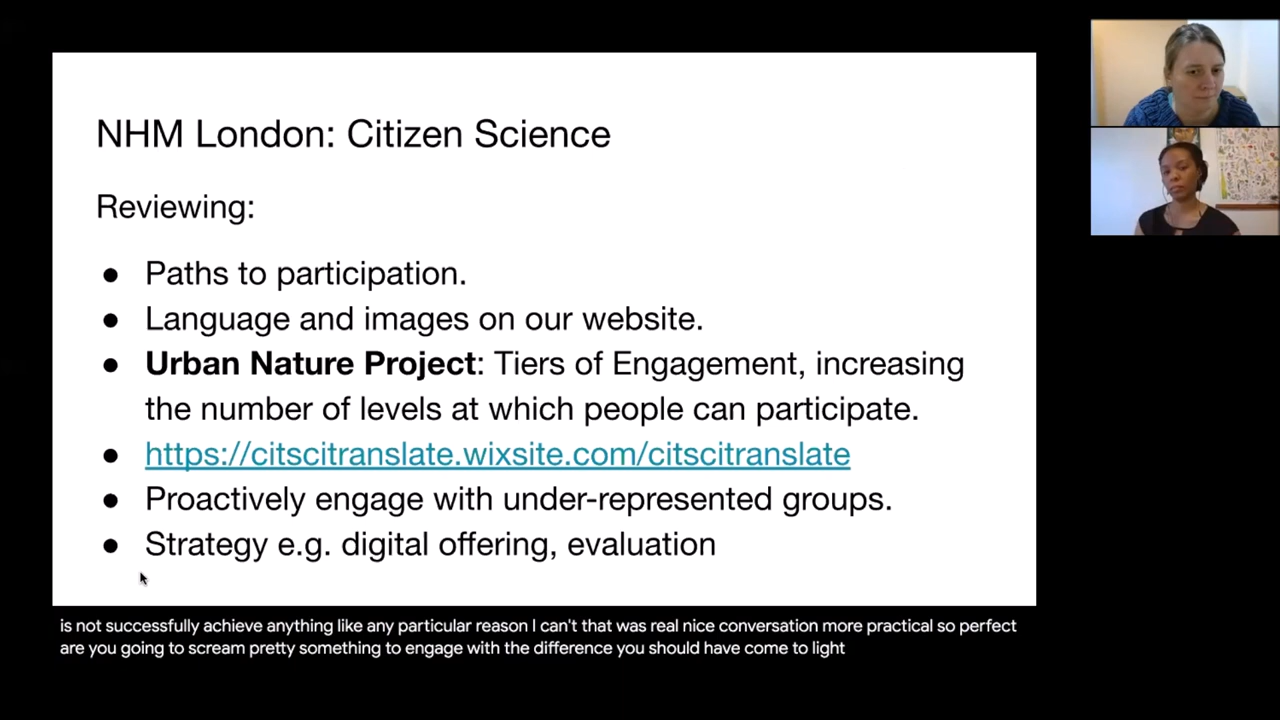 NHM London: Citizen Science
Reviewing:
● Paths to participation.
● Language and images on our website.
● Urban Nature Project: Tiers of Engagement, increasing
the number of levels at which people can participate.
● https://citscitranslate.wixsite.com/citscitranslate
● Proactively engage with under-represented groups.
● Strategy e.g. digital offering, evaluation
is not successfully achieve anything like any particular reason I can't that was real nice conversation more practical so perfect
are you going to scream pretty something to engage with the difference you should have come to light